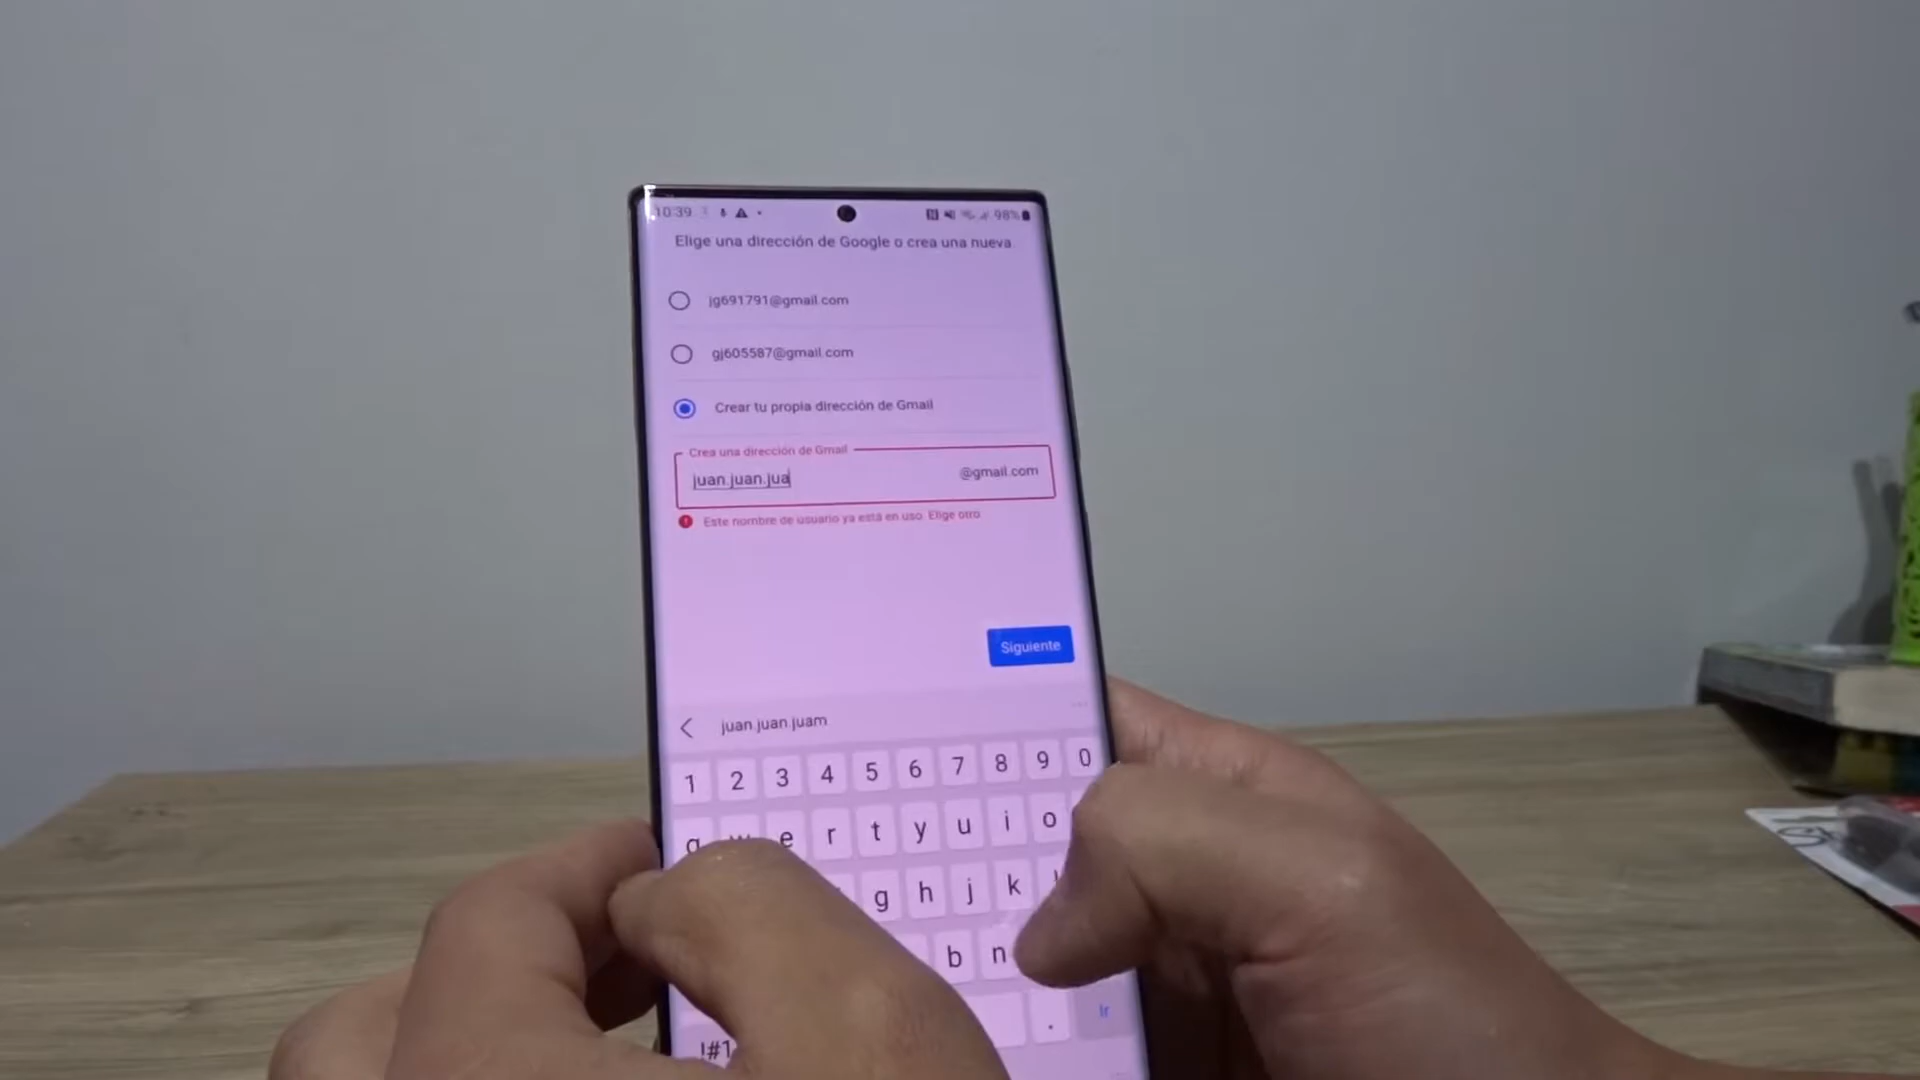 10:39
98%
Elige una dirección de Google o crea una nueva
jg691791@gmail.com
gj605587@gmail.com
Crear tu propia dirección de Gmail
Crea una dirección de Gmail
juan.juan.jua
@gmail.com
Este nombre de usuario ya está en uso. Elige otro.
Siguiente
juan.juan.juam
1 2 3 4 5 6 7 8 9 0
q w e r t y u i o
g h j k l
b n
!#1 . Ir